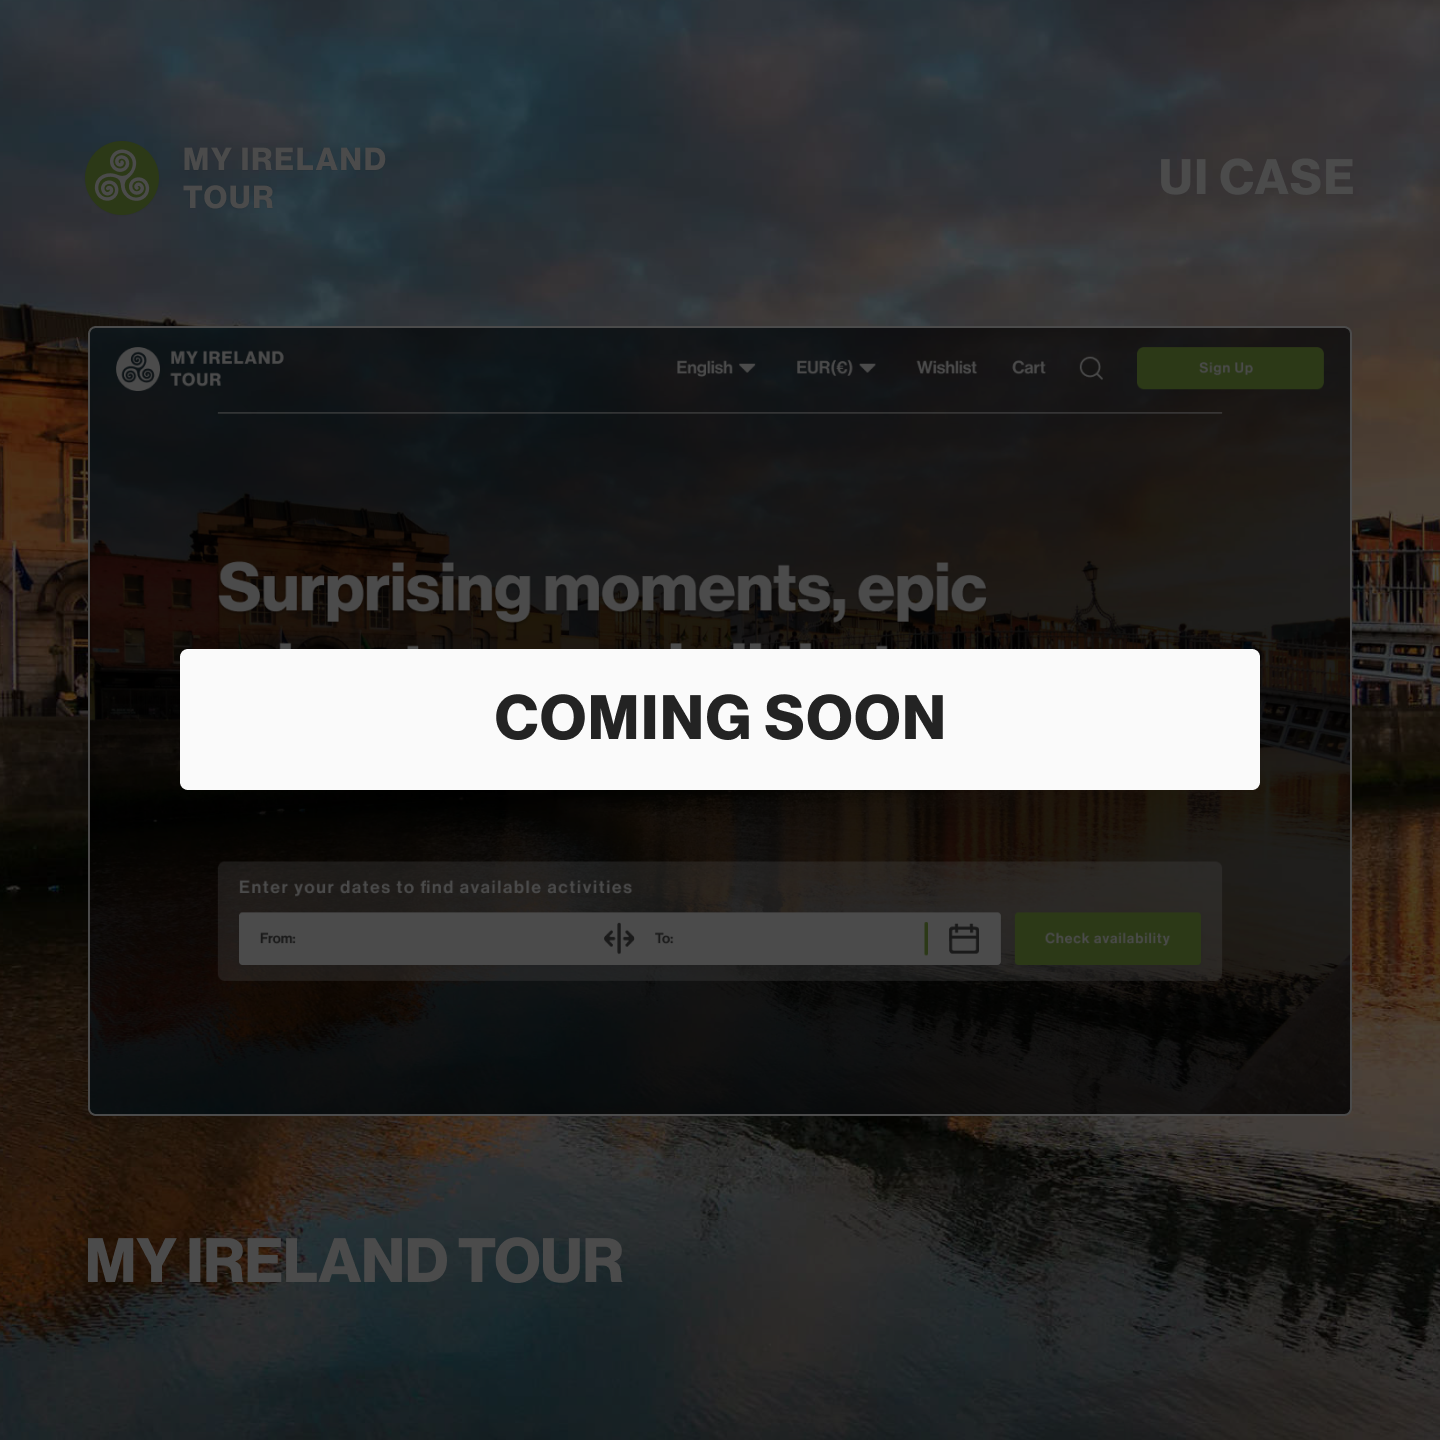 MY IRELAND
TOUR
UI CASE
MY IRELAND
TOUR
English
EUR(€)
Wishlist
Cart
Sign Up
Surprising moments, epic
COMING SOON
Enter your dates to find available activities
From:
To:
Check availability
MY IRELAND TOUR